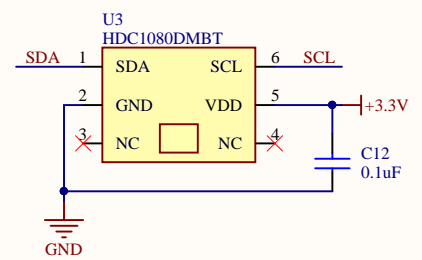 U3
HDC1080DMBT
SDA 1 SDA SCL 6 SCL
2 GND VDD 5 +3.3V
3 NC NC 4
C12
0.1uF
GND